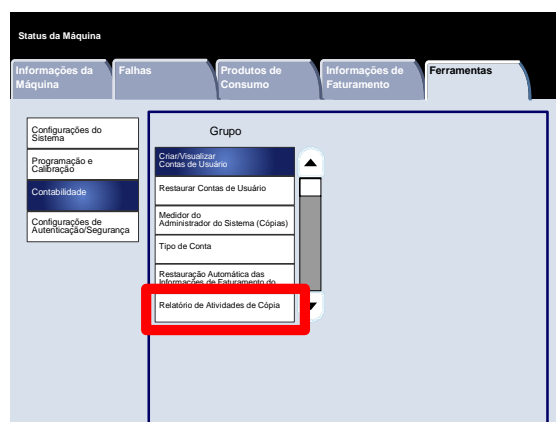 Status da Máquina
Informações da
Máquina
Falhas
Produtos de
Consumo
Informações de
Faturamento
Ferramentas
Configurações do
Sistema
Programação e
Calibração
Contabilidade
Configurações de
Autenticação/Segurança
Grupo
Criar/Visualizar
Contas de Usuário
Restaurar Contas de Usuário
Medidor do
Administrador do Sistema (Cópias)
Tipo de Conta
Restauração Automática das
Informações de Faturamento do
Relatório de Atividades de Cópia